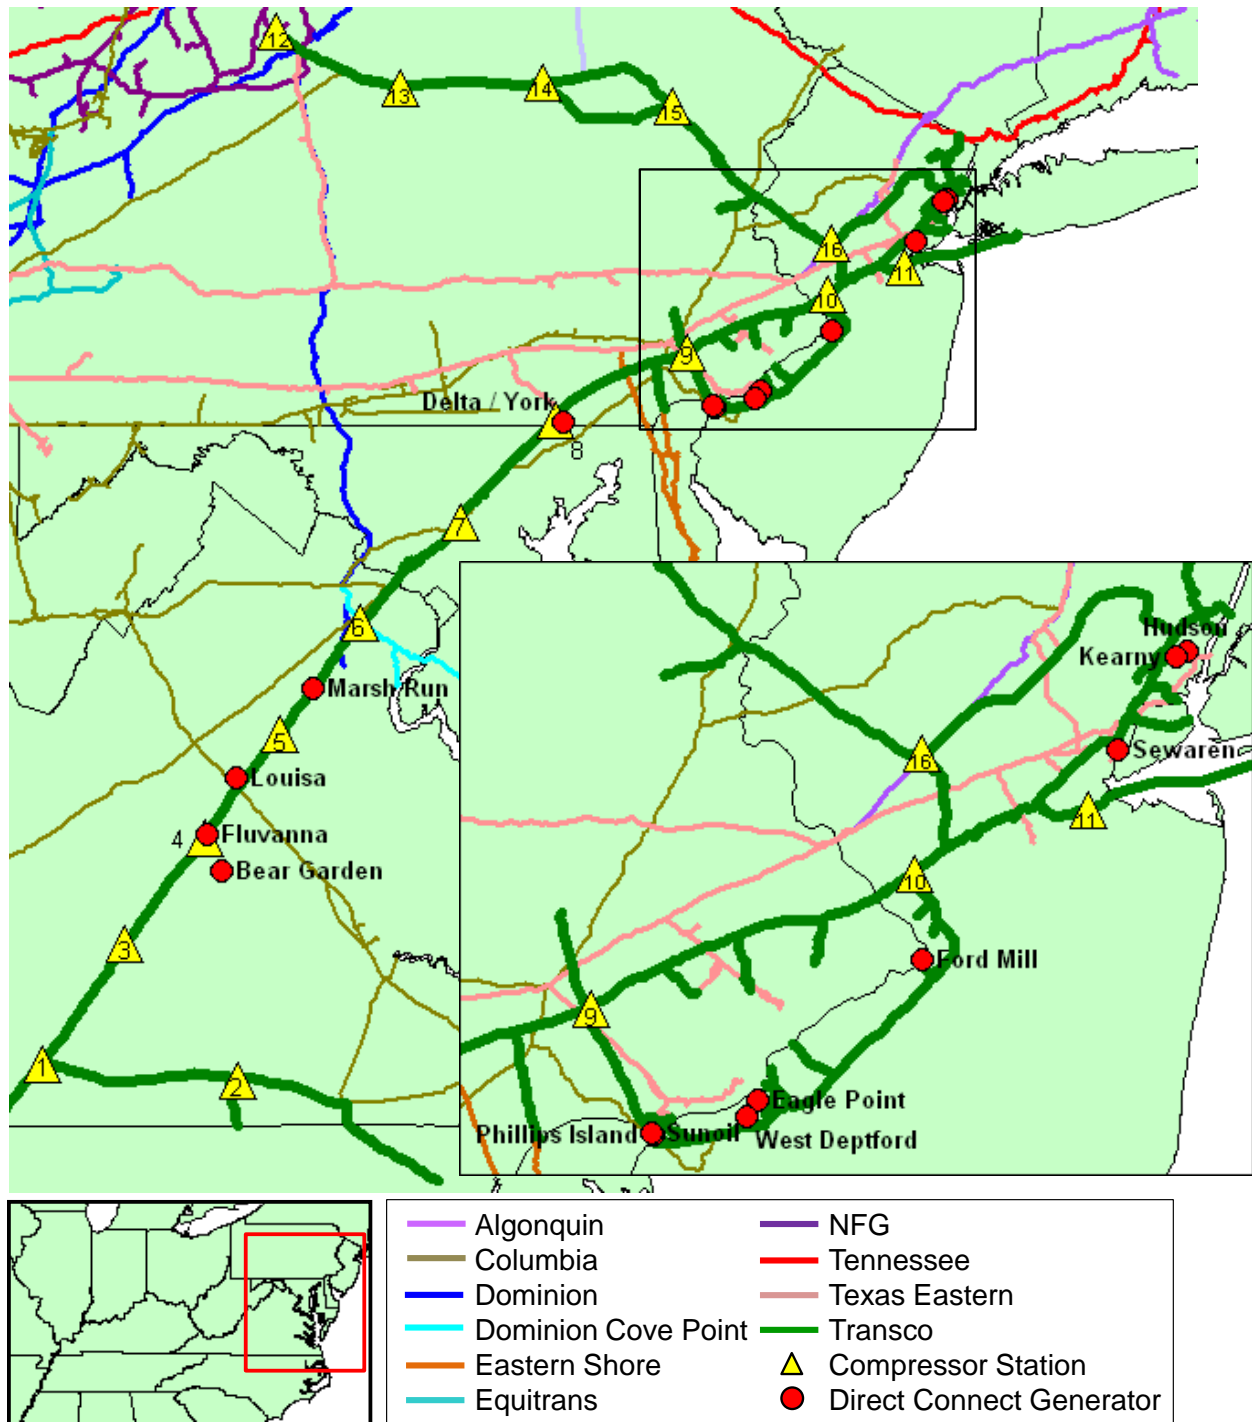 12
13
14
15
16
11
10
9
Delta / York
8
7
6
Marsh Run
5
Louisa
4
Fluvanna
Bear Garden
3
1
2
Hudson
Kearny
16
Sewaren
11
10
Ford Mill
9
Eagle Point
Phillips Island
Sunoil
West Deptford
Algonquin
Columbia
Dominion
Dominion Cove Point
Eastern Shore
Equitrans
NFG
Tennessee
Texas Eastern
Transco
Compressor Station
Direct Connect Generator